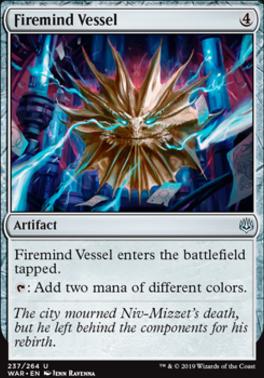 Firemind Vessel 4
Artifact
Firemind Vessel enters the battlefield
tapped.
: Add two mana of different colors.
The city mourned Niv-Mizzet's death,
but he left behind the components for his
rebirth.
237/264 U
WAR • EN Jenn Ravenna
™ & © 2019 Wizards of the Coast